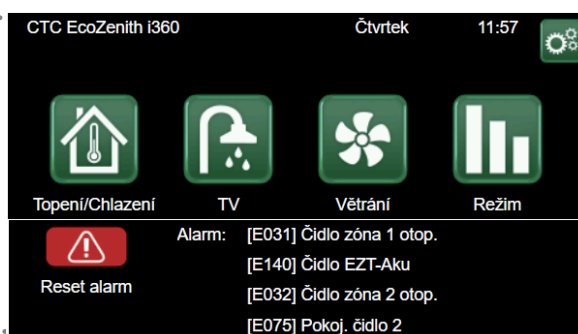 CTC EcoZenith i360 Čtvrtek 11:57
Topení/Chlazení TV Větrání Režim
Alarm: [E031] Čidlo zóna 1 otop.
[E140] Čidlo EZT-Aku
Reset alarm
[E032] Čidlo zóna 2 otop.
[E075] Pokoj. čidlo 2